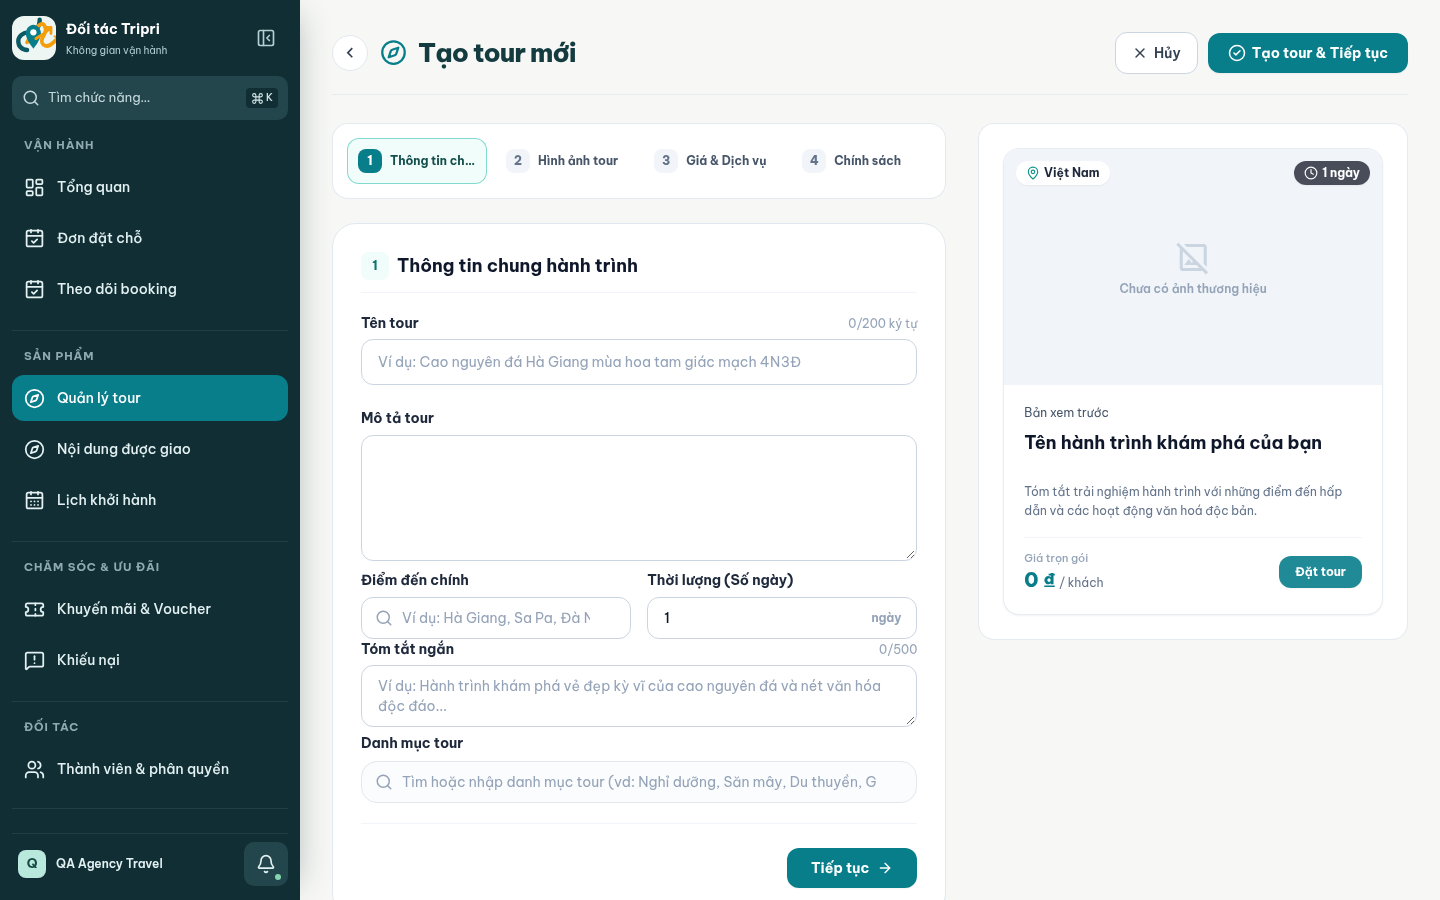 Đối tác Tripri
Không gian vận hành
Tìm chức năng...
⌘ K
VẬN HÀNH
Tổng quan
Đơn đặt chỗ
Theo dõi booking
SẢN PHẨM
Quản lý tour
Nội dung được giao
Lịch khởi hành
CHĂM SÓC & ƯU ĐÃI
Khuyến mãi & Voucher
Khiếu nại
ĐỐI TÁC
Thành viên & phân quyền
Q
QA Agency Travel
Tạo tour mới
Hủy
Tạo tour & Tiếp tục
1 Thông tin ch...
2 Hình ảnh tour
3 Giá & Dịch vụ
4 Chính sách
1 Thông tin chung hành trình
Tên tour
0/200 ký tự
Ví dụ: Cao nguyên đá Hà Giang mùa hoa tam giác mạch 4N3Đ
Mô tả tour
Điểm đến chính
Ví dụ: Hà Giang, Sa Pa, Đà N
Thời lượng (Số ngày)
1 ngày
Tóm tắt ngắn
0/500
Ví dụ: Hành trình khám phá vẻ đẹp kỳ vĩ của cao nguyên đá và nét văn hóa
độc đáo...
Danh mục tour
Tìm hoặc nhập danh mục tour (vd: Nghỉ dưỡng, Săn mây, Du thuyền, G
Tiếp tục
Việt Nam
1 ngày
Chưa có ảnh thương hiệu
Bản xem trước
Tên hành trình khám phá của bạn
Tóm tắt trải nghiệm hành trình với những điểm đến hấp
dẫn và các hoạt động văn hoá độc bản.
Giá trọn gói
0 ₫ / khách
Đặt tour